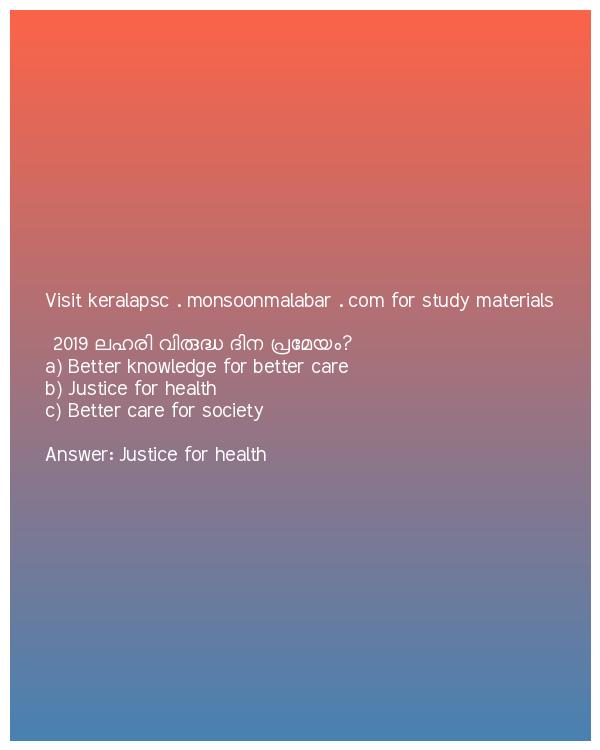 Visit keralapsc . monsoonmalabar . com for study materials
2019 ലഹരി വിരുദ്ധ ദിന പ്രമേയം?
a) Better knowledge for better care
b) Justice for health
c) Better care for society
Answer: Justice for health